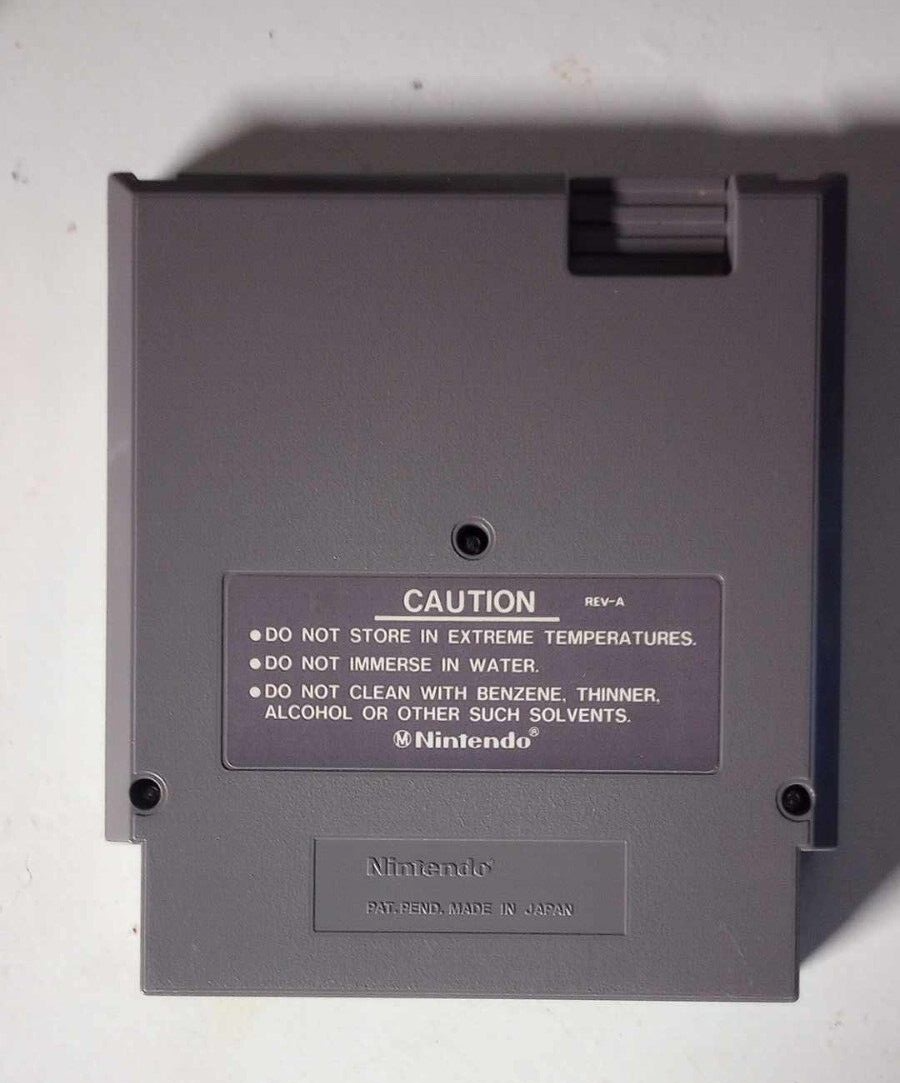 CAUTION REV-A
●DO NOT STORE IN EXTREME TEMPERATURES.
●DO NOT IMMERSE IN WATER.
●DO NOT CLEAN WITH BENZENE, THINNER,
ALCOHOL OR OTHER SUCH SOLVENTS.
Ⓜ Nintendo®
Nintendo®
PAT. PEND. MADE IN JAPAN